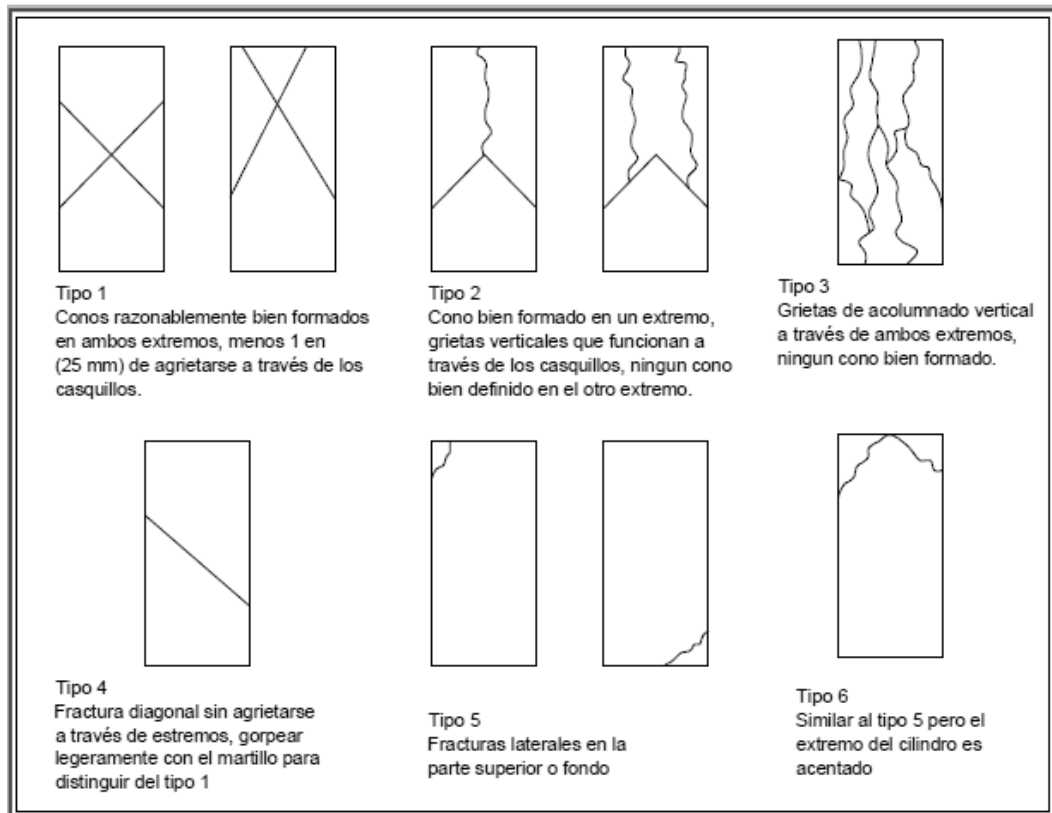 Tipo 1
Conos razonablemente bien formados
en ambos extremos, menos 1 en
(25 mm) de agrietarse a través de los
casquillos.
Tipo 2
Cono bien formado en un extremo,
grietas verticales que funcionan a
través de los casquillos, ningun cono
bien definido en el otro extremo.
Tipo 3
Grietas de acolumnado vertical
a través de ambos extremos,
ningun cono bien formado.
Tipo 4
Fractura diagonal sin agrietarse
a través de estremos, gorpear
legeramente con el martillo para
distinguir del tipo 1
Tipo 5
Fracturas laterales en la
parte superior o fondo
Tipo 6
Similar al tipo 5 pero el
extremo del cilindro es
acentado